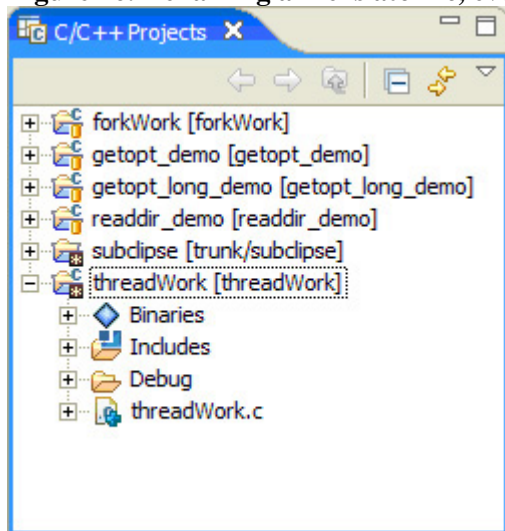 C/C++ Projects
forkWork [forkWork]
getopt_demo [getopt_demo]
getopt_long_demo [getopt_long_demo]
readdir_demo [readdir_demo]
subclipse [trunk/subclipse]
threadWork [threadWork]
Binaries
Includes
Debug
threadWork.c